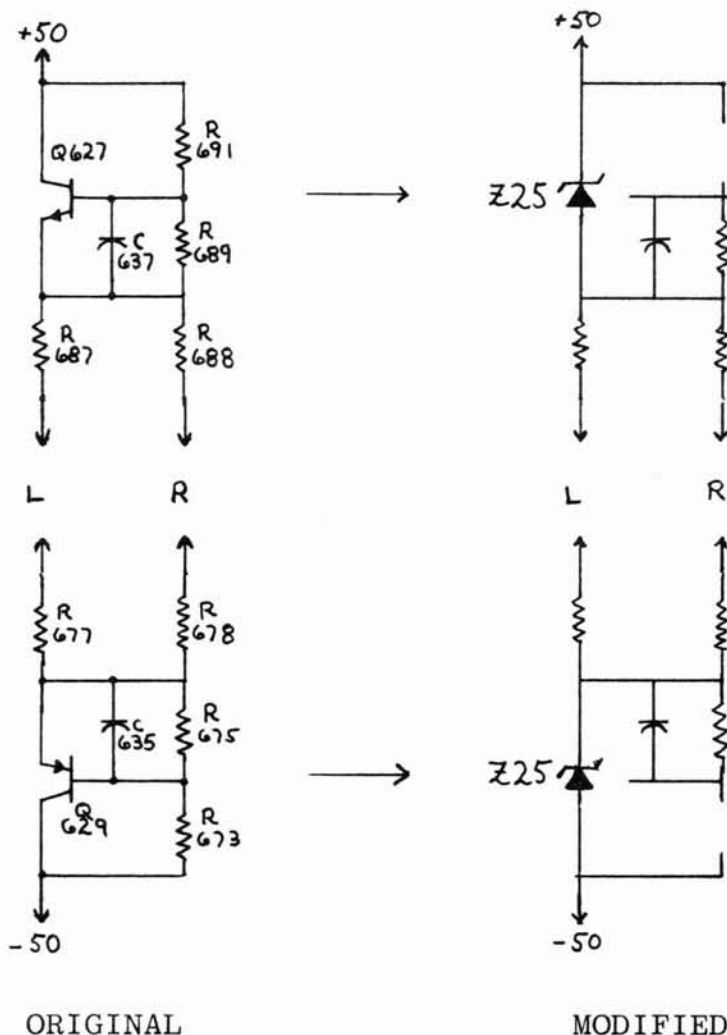 +50
+50
Q627
R
691
Z25
C
637
R
689
R
687
R
688
L
R
L
R
R
677
R
678
C
635
R
675
Z25
Q
629
R
673
-50
-50
ORIGINAL
MODIFIED